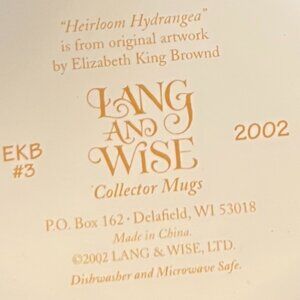 "Heirloom Hydrangea"
is from original artwork
by Elizabeth King Brownd
LANG
AND
WISE
EKB
#3
2002
Collector Mugs
P.O. Box 162 · Delafield, WI 53018
Made in China.
©2002 LANG & WISE, LTD.
Dishwasher and Microwave Safe.